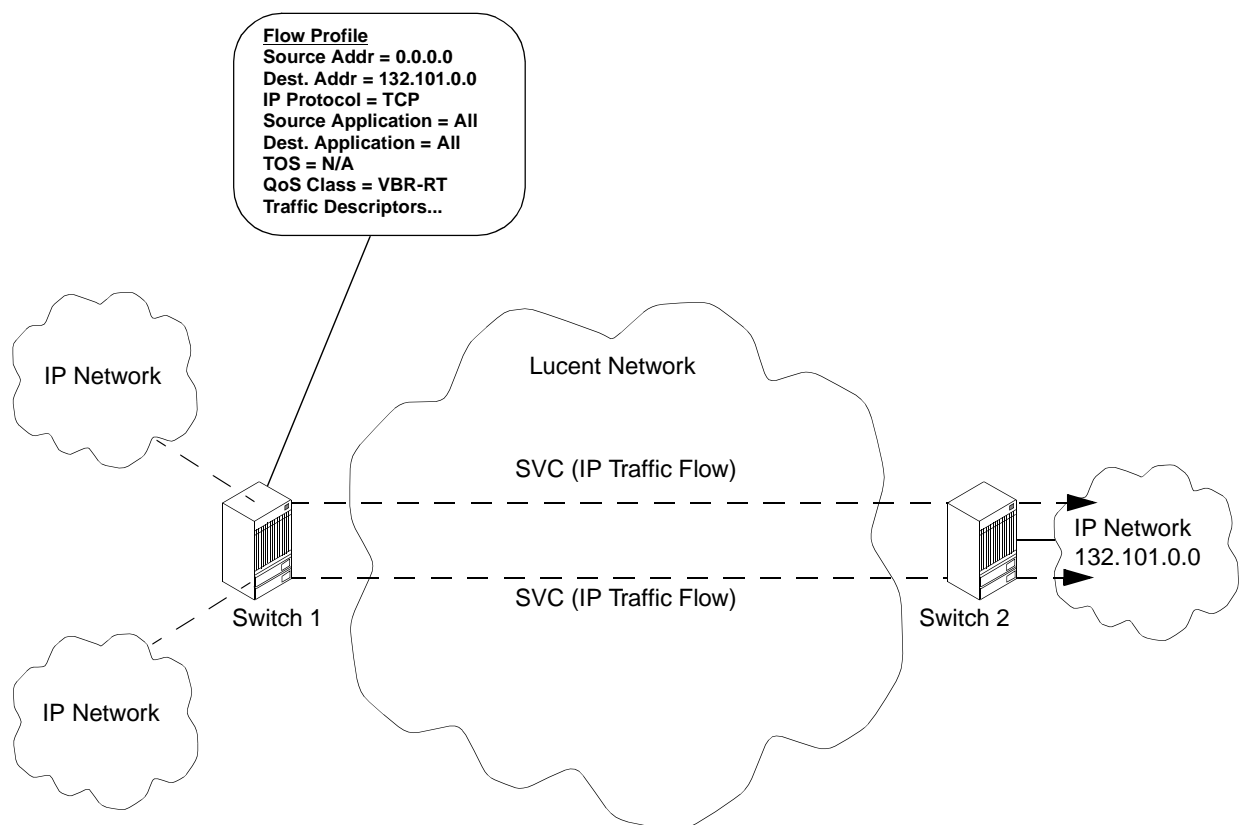 Flow Profile
Source Addr = 0.0.0.0
Dest. Addr = 132.101.0.0
IP Protocol = TCP
Source Application = All
Dest. Application = All
TOS = N/A
QoS Class = VBR-RT
Traffic Descriptors...
IP Network
Lucent Network
SVC (IP Traffic Flow)
IP Network
132.101.0.0
SVC (IP Traffic Flow)
Switch 1
Switch 2
IP Network